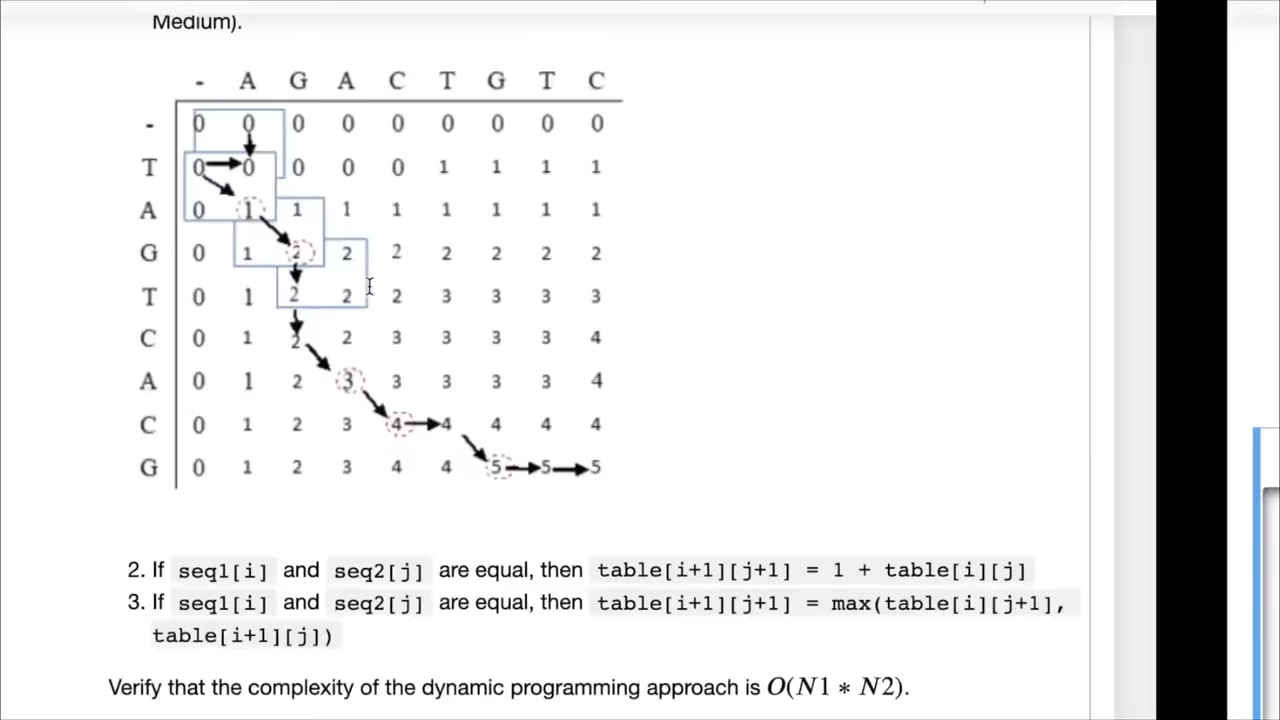 Medium).
- A G A C T G T C
- 0 0 0 0 0 0 0 0 0
T 0 0 0 0 0 1 1 1 1
A 0 1 1 1 1 1 1 1 1
G 0 1 2 2 2 2 2 2 2
T 0 1 2 2 2 3 3 3 3
C 0 1 2 2 3 3 3 3 4
A 0 1 2 3 3 3 3 3 4
C 0 1 2 3 4 4 4 4 4
G 0 1 2 3 4 4 5 5 5
2. If seq1[i] and seq2[j] are equal, then table[i+1][j+1] = 1 + table[i][j]
3. If seq1[i] and seq2[j] are equal, then table[i+1][j+1] = max(table[i][j+1],
table[i+1][j])
Verify that the complexity of the dynamic programming approach is O(N1 ∗ N2).